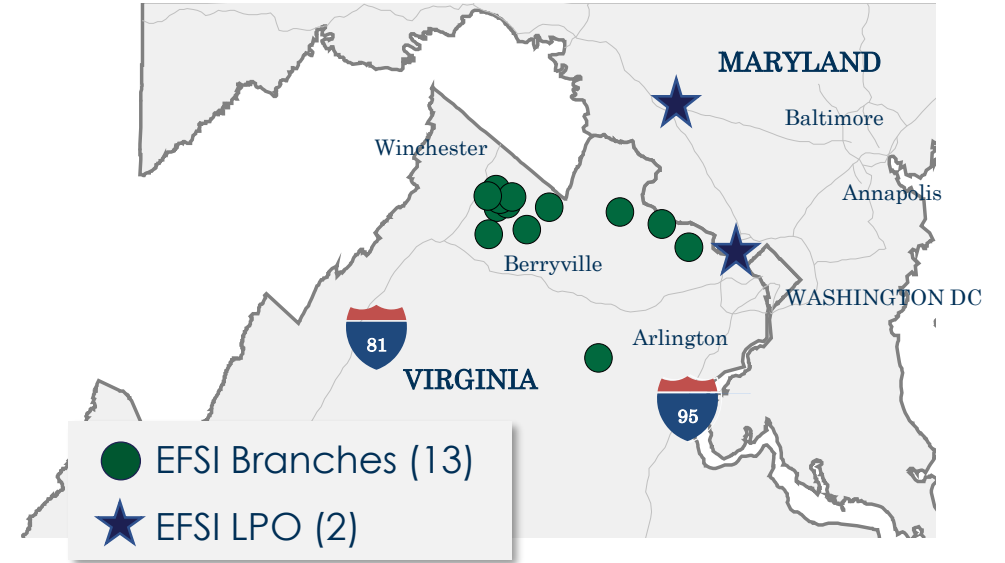 MARYLAND
Baltimore
Winchester
Annapolis
Berryville
WASHINGTON DC
Arlington
81
VIRGINIA
95
EFSI Branches (13)
EFSI LPO (2)